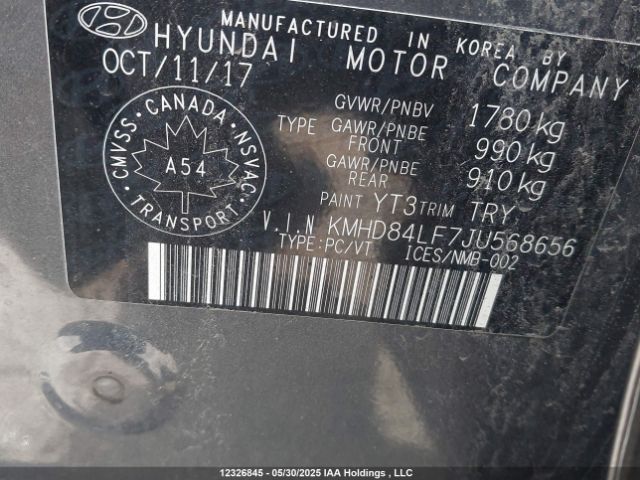 MANUFACTURED IN KOREA BY
HYUNDAI MOTOR COMPANY
OCT/11/17
GVWR/PNBV 1780 kg
TYPE GAWR/PNBE FRONT 990 kg
GAWR/PNBE REAR 910 kg
PAINT YT3 TRIM TRY
CANADA
CMVSS NSVAC
A54
TRANSPORT
V.I.N KMHD84LF7JU568656
TYPE:PC/VT ICES/NMB-002
12326845 - 05/30/2025 IAA Holdings , LLC